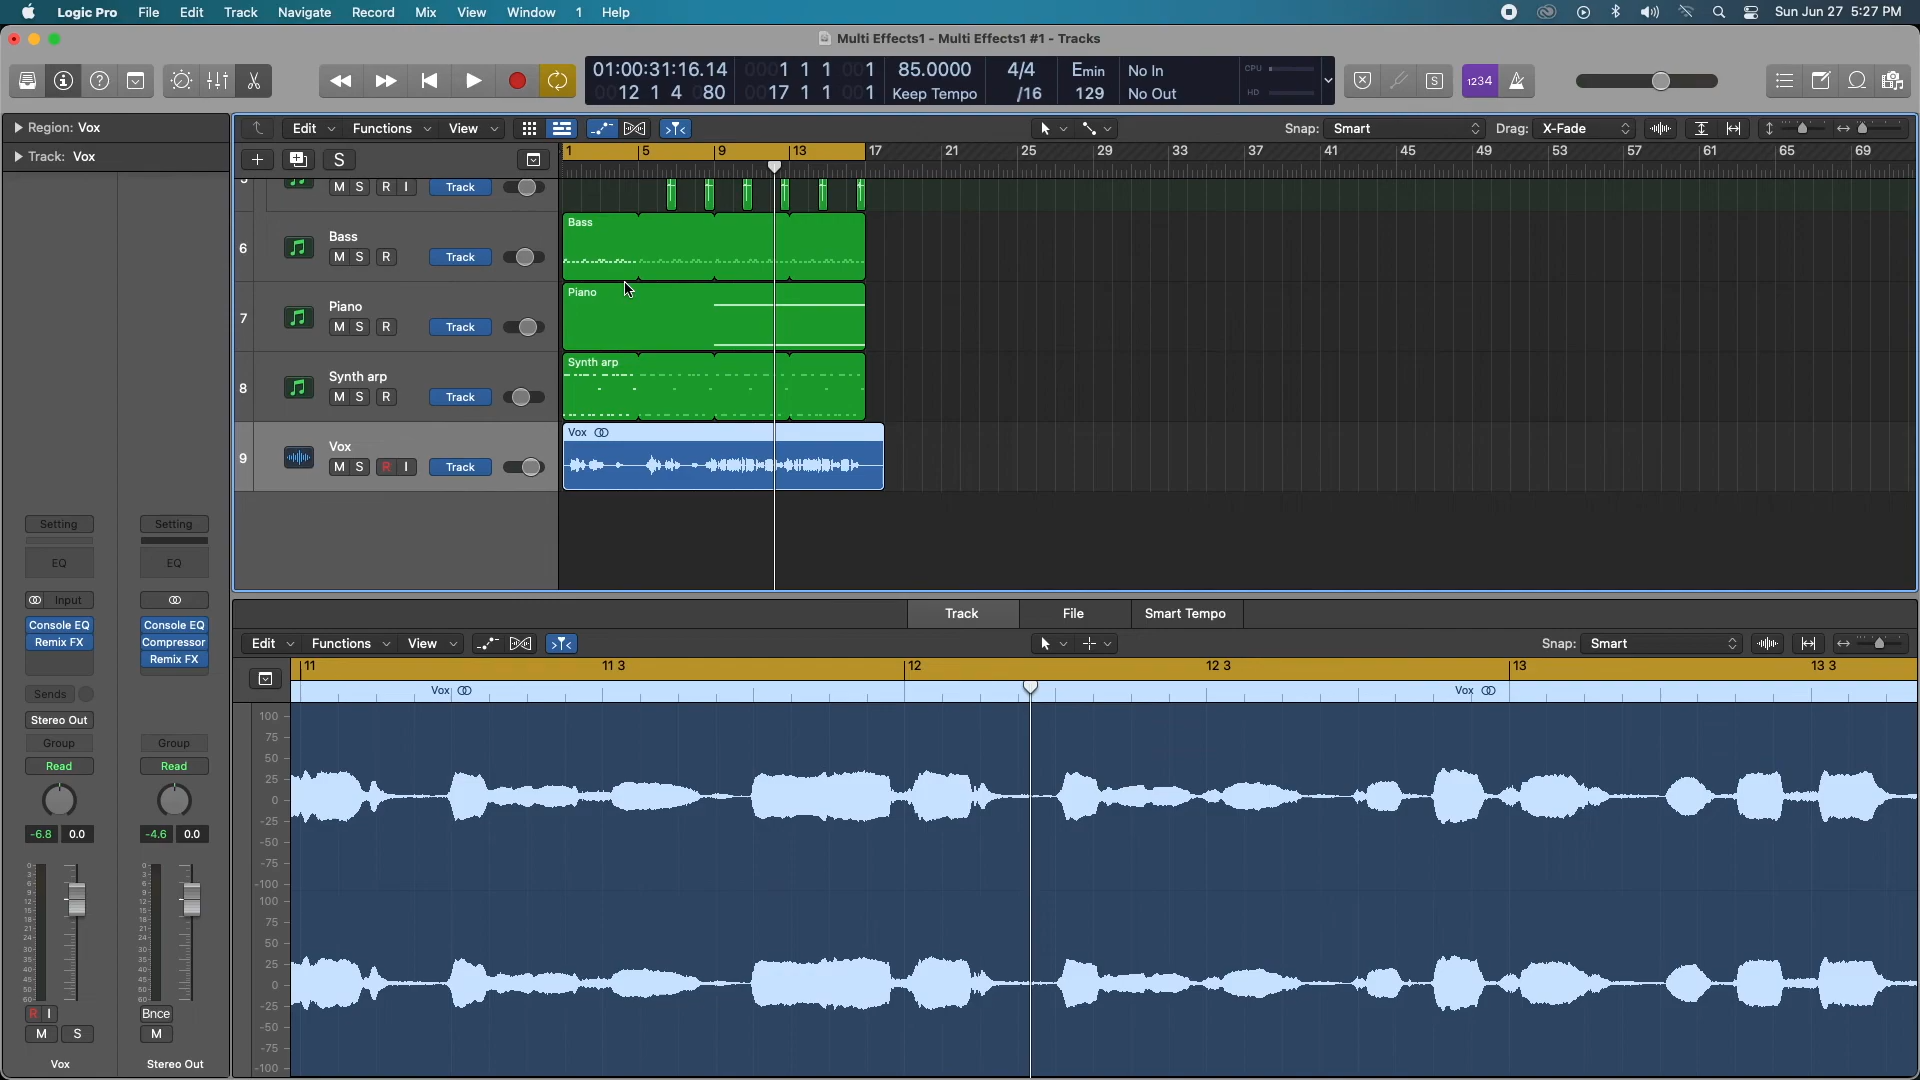 Logic Pro File Edit Track Navigate Record Mix View Window 1 Help Sun Jun 27 5:27 PM
Multi Effects1 - Multi Effects1 #1 - Tracks
01:00:31:16.14 0001 1 1 001 85.0000 4/4 Emin No In CPU
0012 1 4 080 0017 1 1 001 Keep Tempo /16 129 No Out HD
S 1234
Region: Vox
Edit Functions View Snap: Smart Drag: X-Fade
Track: Vox
S
1 5 9 13 17 21 25 29 33 37 41 45 48 49 53 57 61 65 69
M S R I Track
6 Bass
M S R Track
Bass
7 Piano
M S R Track
Piano
8 Synth arp
M S R Track
Synth arp
9 Vox
M S R I Track
Vox
Setting Setting
EQ EQ
Input
Console EQ Console EQ
Remix FX Compressor
Remix FX
Sends
Stereo Out
Group Group
Read Read
-6.8 0.0 -4.6 0.0
R I Bnce
M S M
Vox Stereo Out
Track File Smart Tempo
Edit Functions View Snap: Smart
11 11 3 12 12 3 13 13 3
Vox Vox
100
75
50
25
0
-25
-50
-75
-100
100
75
50
25
0
-25
-50
-75
-100